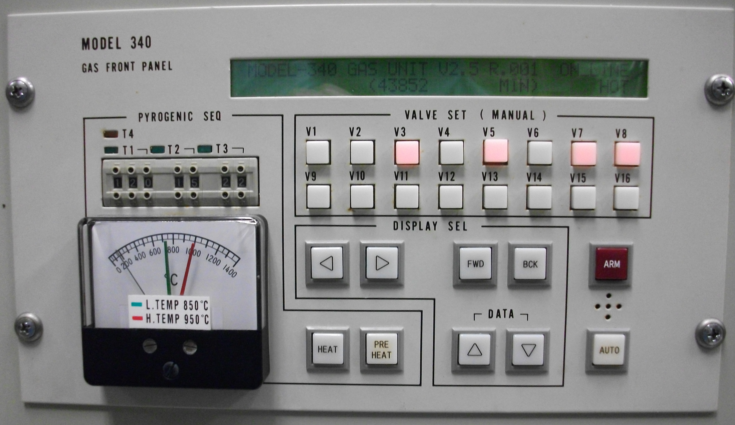 MODEL 340
GAS FRONT PANEL
MODEL-340 GAS UNIT V2.5-R.001 ON LINE
(43852 MIN) HOT
PYROGENIC SEQ
T4
T1 T2 T3
VALVE SET ( MANUAL )
V1 V2 V3 V4 V5 V6 V7 V8
V9 V10 V11 V12 V13 V14 V15 V16
DISPLAY SEL
FWD BCK
ARM
DATA
0 200 400 600 800 1000 1200 1400
°C
L.TEMP 850°C
H.TEMP 950°C
HEAT
PRE
HEAT
AUTO